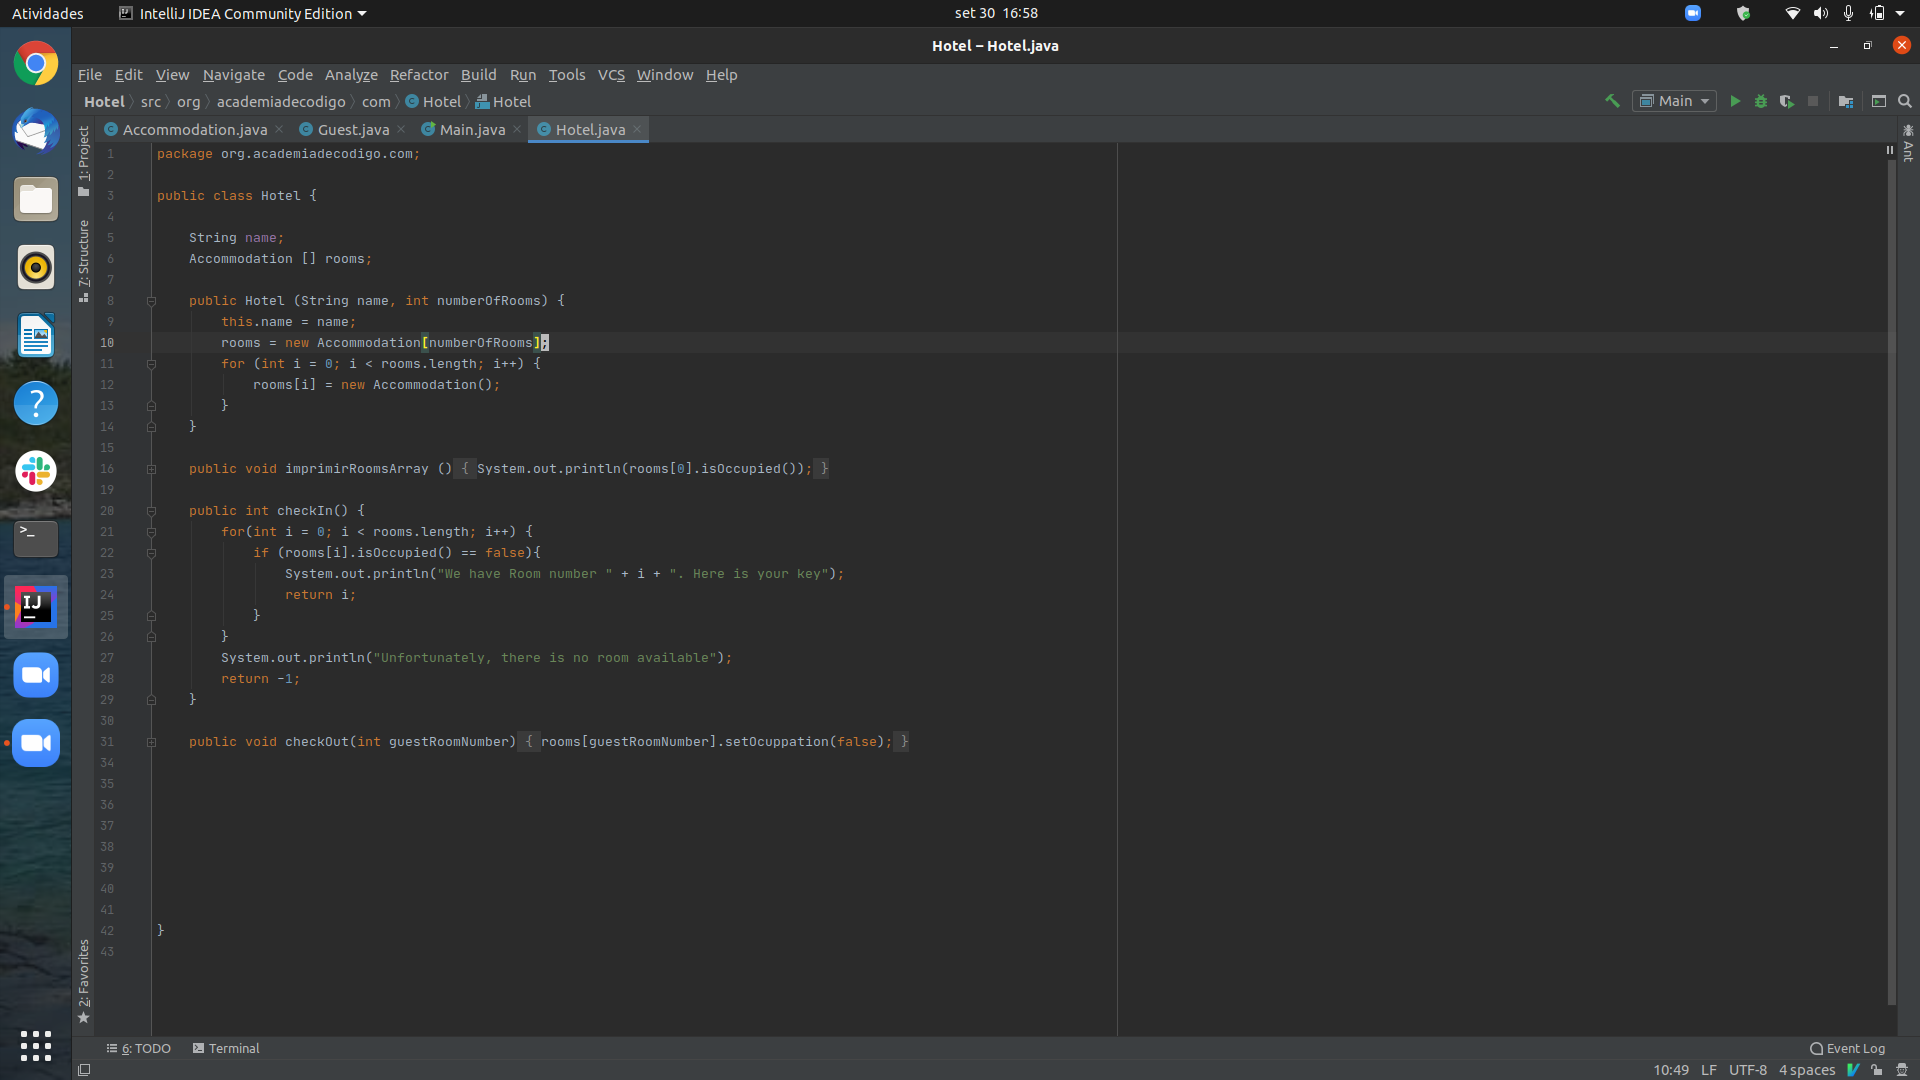 Atividades IntelliJ IDEA Community Edition set 30 16:58
Hotel – Hotel.java
File Edit View Navigate Code Analyze Refactor Build Run Tools VCS Window Help
Hotel src org academiadecodigo com Hotel Hotel Main
Accommodation.java Guest.java Main.java Hotel.java
1: Project
7: Structure
2: Favorites
Ant
1 package org.academiadecodigo.com;
2
3 public class Hotel {
4
5 String name;
6 Accommodation [] rooms;
7
8 public Hotel (String name, int numberOfRooms) {
9 this.name = name;
10 rooms = new Accommodation[numberOfRooms];
11 for (int i = 0; i < rooms.length; i++) {
12 rooms[i] = new Accommodation();
13 }
14 }
15
16 public void imprimirRoomsArray () { System.out.println(rooms[0].isOccupied()); }
19
20 public int checkIn() {
21 for(int i = 0; i < rooms.length; i++) {
22 if (rooms[i].isOccupied() == false){
23 System.out.println("We have Room number " + i + ". Here is your key");
24 return i;
25 }
26 }
27 System.out.println("Unfortunately, there is no room available");
28 return -1;
29 }
30
31 public void checkOut(int guestRoomNumber) { rooms[guestRoomNumber].setOcuppation(false); }
34
35
36
37
38
39
40
41
42 }
43
>_
IJ
6: TODO Terminal Event Log
10:49 LF UTF-8 4 spaces